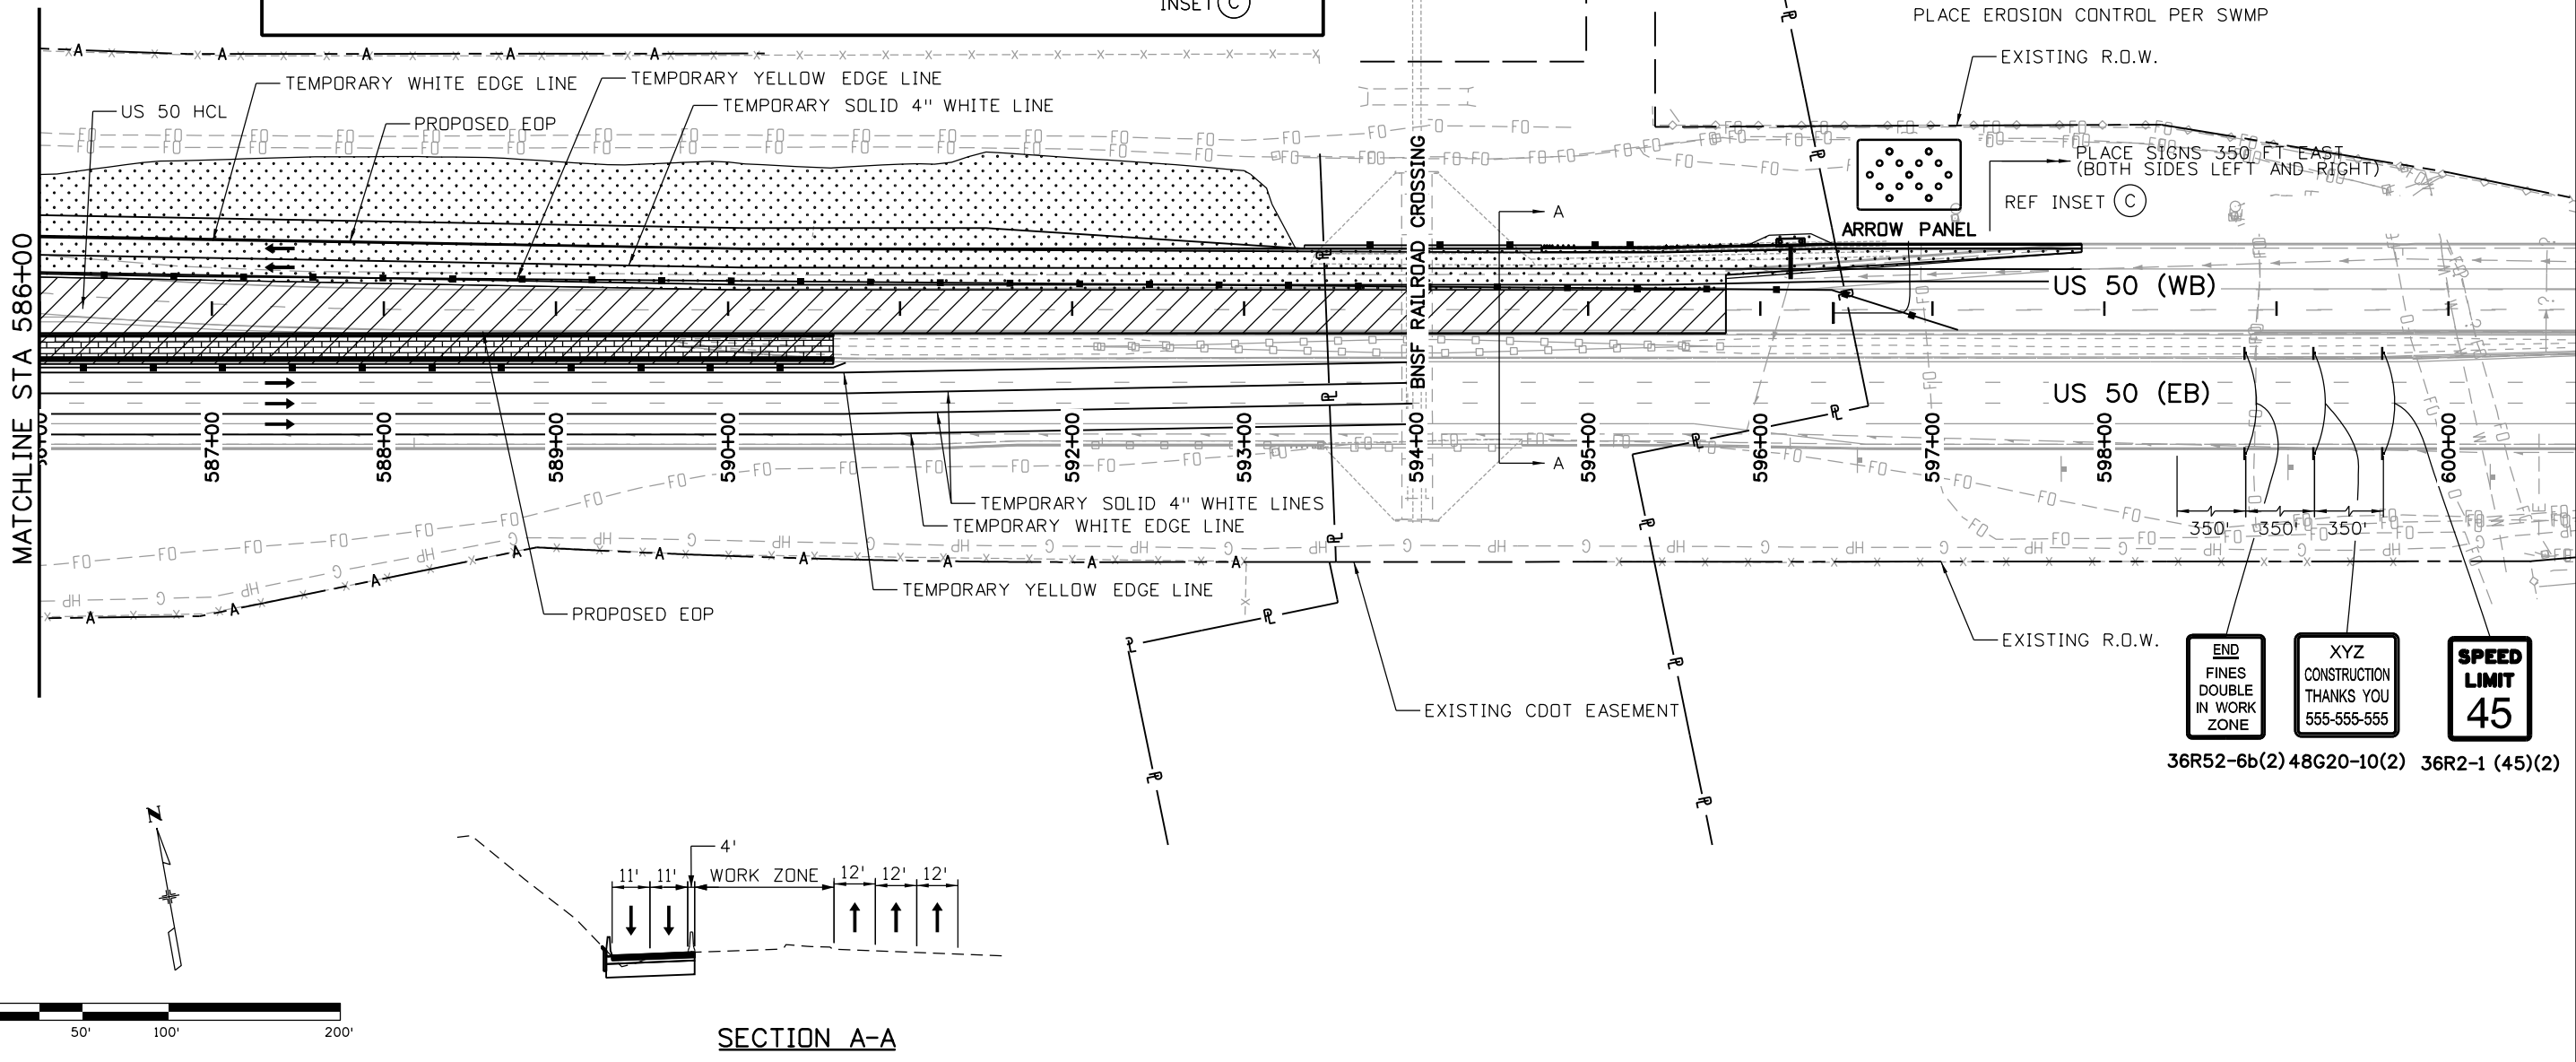 INSET C
PLACE EROSION CONTROL PER SWMP
EXISTING R.O.W.
TEMPORARY WHITE EDGE LINE
TEMPORARY YELLOW EDGE LINE
TEMPORARY SOLID 4" WHITE LINE
US 50 HCL
PROPOSED EOP
PLACE SIGNS 350 FT EAST
(BOTH SIDES LEFT AND RIGHT)
REF INSET C
ARROW PANEL
A
BNSF RAILROAD CROSSING
MATCHLINE STA 586+00
US 50 (WB)
US 50 (EB)
587+00
588+00
589+00
590+00
592+00
593+00
594+00
595+00
596+00
597+00
598+00
600+00
A
TEMPORARY SOLID 4" WHITE LINES
TEMPORARY WHITE EDGE LINE
350' 350' 350'
TEMPORARY YELLOW EDGE LINE
PROPOSED EOP
EXISTING R.O.W.
EXISTING CDOT EASEMENT
END
FINES
DOUBLE
IN WORK
ZONE
36R52-6b(2)
XYZ
CONSTRUCTION
THANKS YOU
555-555-555
48G20-10(2)
SPEED
LIMIT
45
36R2-1 (45)(2)
N
4'
11' 11' WORK ZONE 12' 12' 12'
50' 100' 200'
SECTION A-A